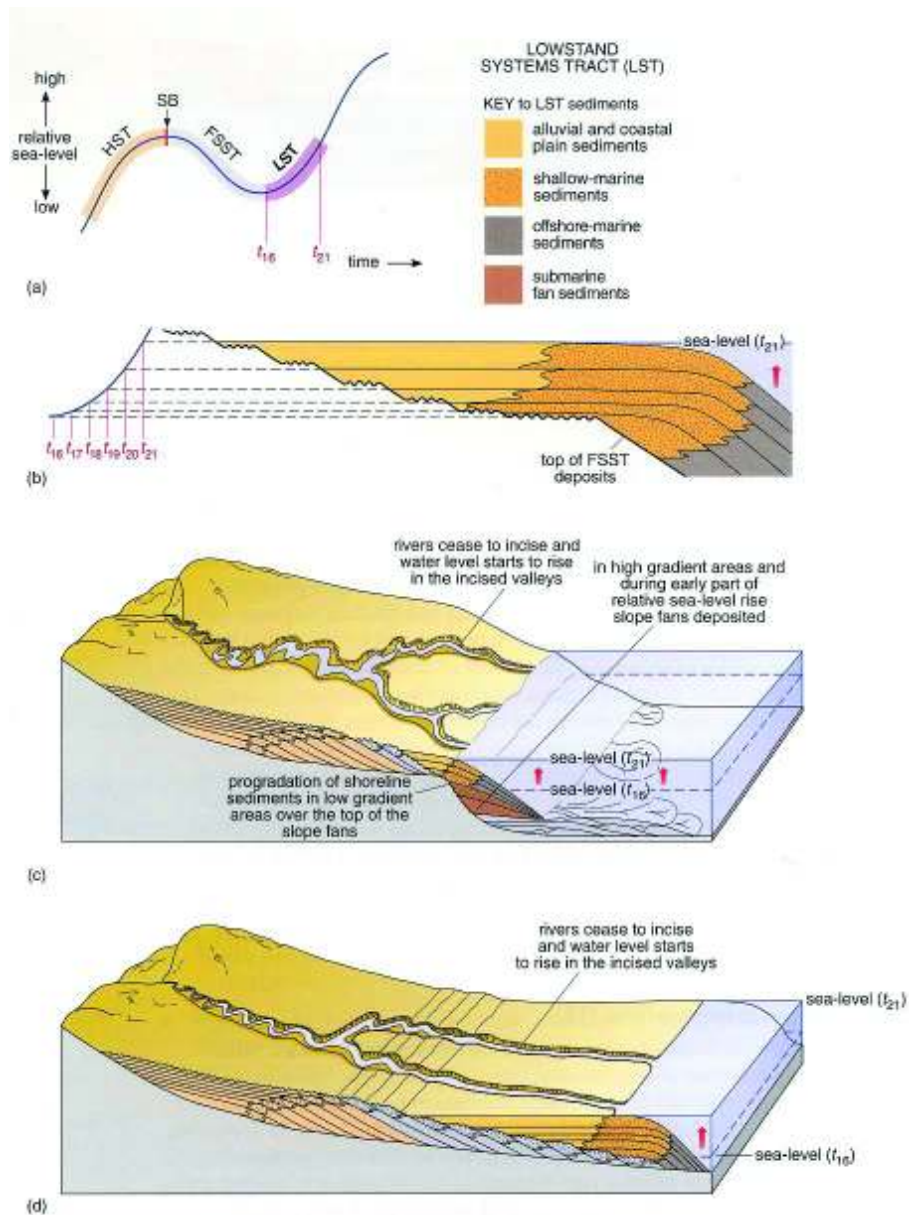 LOWSTAND
SYSTEMS TRACT (LST)
KEY to LST sediments
alluvial and coastal
plain sediments
shallow-marine
sediments
offshore-marine
sediments
submarine
fan sediments
high
relative
sea-level
low
HST
SB
FSST
LST
t16
t21
time
(a)
sea-level (t21)
t16 t17 t18 t19 t20 t21
top of FSST
deposits
(b)
rivers cease to incise and
water level starts to rise
in the incised valleys
in high gradient areas and
during early part of
relative sea-level rise
slope fans deposited
sea-level (t21)
sea-level (t16)
progradation of shoreline
sediments in low gradient
areas over the top of the
slope fans
(c)
rivers cease to incise
and water level starts
to rise in the incised valleys
sea-level (t21)
sea-level (t16)
(d)